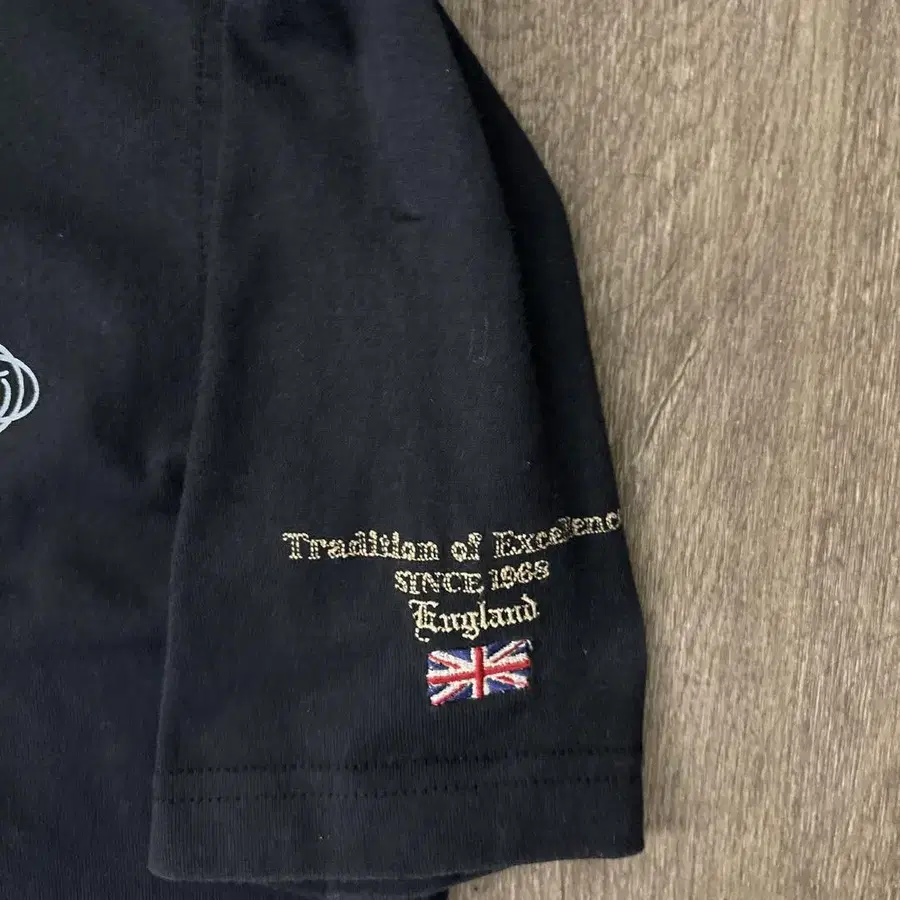 Tradition of Excellenc
SINCE 1968
England